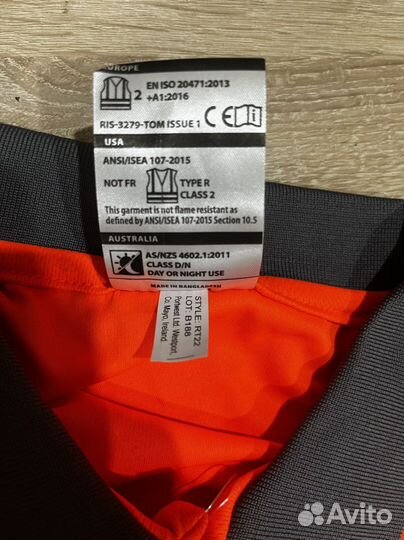 EUROPE
2 EN ISO 20471:2013
+A1:2016
RIS-3279-TOM ISSUE 1 CE i
USA
ANSI/ISEA 107-2015
NOT FR TYPE R
CLASS 2
This garment is not flame resistant as
defined by ANSI/ISEA 107-2015 Section 10.5
AUSTRALIA
AS/NZS 4602.1:2011
CLASS D/N
DAY OR NIGHT USE
MADE IN BANGLADESH
STYLE: RT22
LOT: B188
Portwest Ltd. Westport,
Co. Mayo, Ireland.
Avito